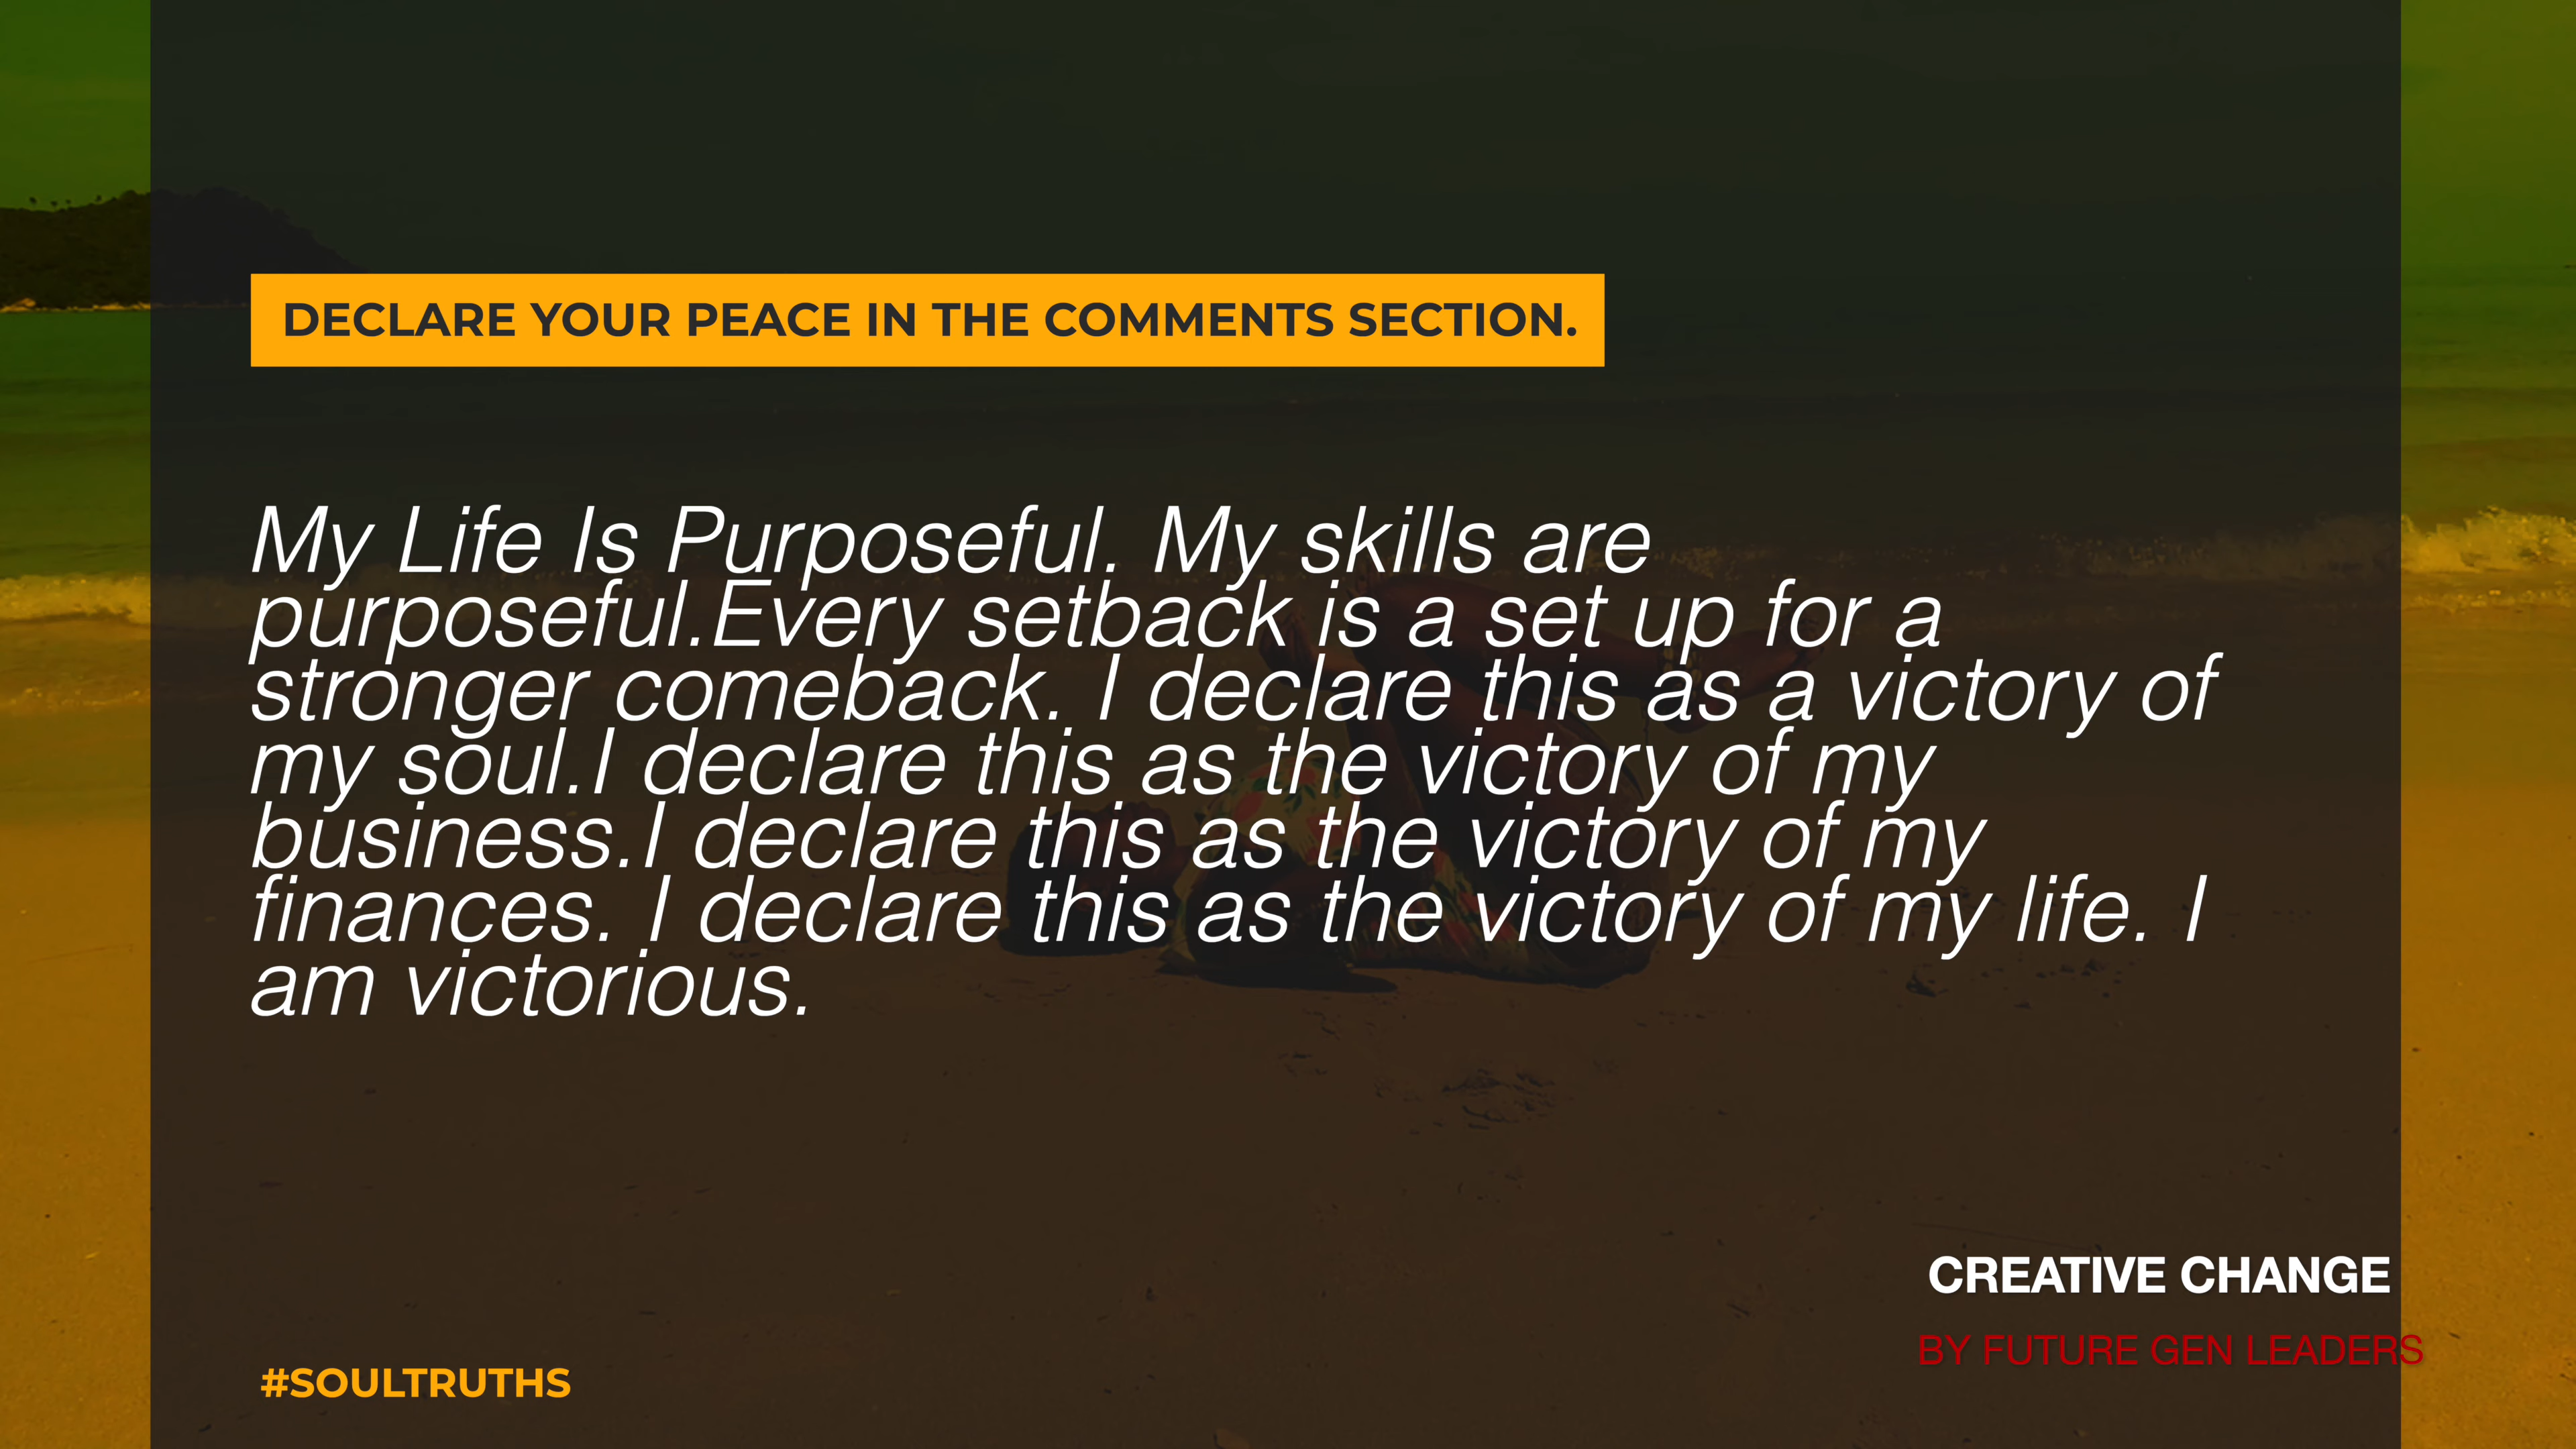 DECLARE YOUR PEACE IN THE COMMENTS SECTION.
My Life Is Purposeful. My skills are
purposeful.Every setback is a set up for a
stronger comeback. I declare this as a victory of
my soul.I declare this as the victory of my
business.I declare this as the victory of my
finances. I declare this as the victory of my life. I
am victorious.
CREATIVE CHANGE
BY FUTURE GEN LEADERS
#SOULTRUTHS